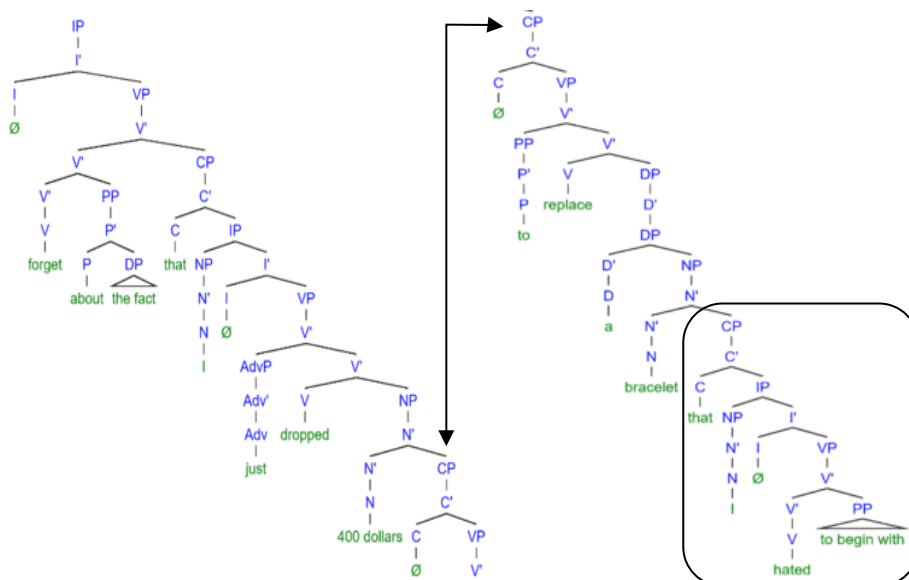 IP
I'
I VP
Ø V'
V' CP
V' PP C'
V P' C IP
forget P DP that NP I'
about the fact N' I VP
N Ø V'
I AdvP V'
Adv' V NP
Adv dropped N'
just N' CP
N C'
400 dollars C VP
Ø V'
CP
C'
C VP
Ø V'
PP V'
P' V DP
P replace D'
to DP
D' NP
D N'
a N' CP
N C'
bracelet C IP
that NP I'
N' I VP
N Ø V'
I V' PP
V to begin with
hated